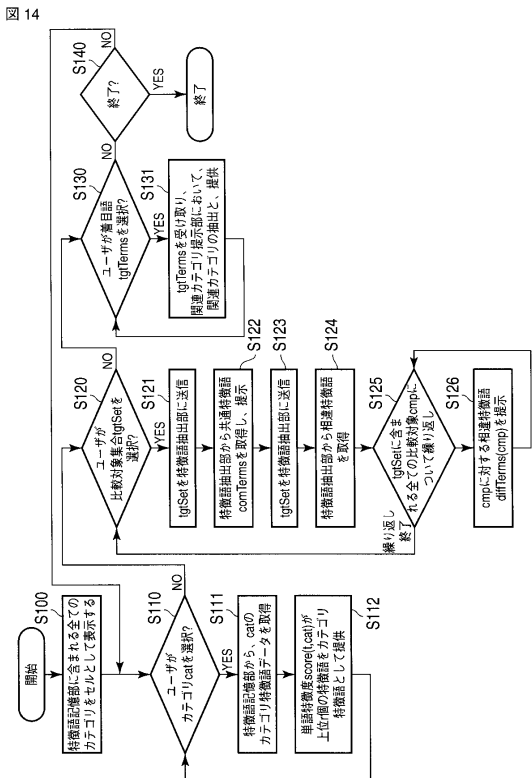 図 14
開始
S100
特徴語記憶部に含まれる全ての
カテゴリをセルとして表示する
S110
ユーザが
カテゴリcatを選択?
NO
YES
S111
特徴語記憶部から、catの
カテゴリ特徴語データを取得
S112
単語特徴度score(t,cat)が
上位r個の特徴語をカテゴリ
特徴語として提供
S120
ユーザが
比較対象集合tgtSetを
選択?
NO
YES
S121
tgtSetを特徴語抽出部に送信
S122
特徴語抽出部から共通特徴語
comTermsを取得し、提示
S123
tgtSetを特徴語抽出部に送信
S124
特徴語抽出部から相違特徴語
を取得
S125
tgtSetに含ま
れる全ての比較対象cmpに
ついて繰り返し
繰り返し
終了
S126
cmpに対する相違特徴語
diffTerms(cmp)を提示
S130
ユーザが着目語
tgtTermsを選択?
NO
YES
S131
tgtTermsを受け取り、
関連カテゴリ提示部において、
関連カテゴリの抽出と、提供
S140
終了?
NO
YES
終了